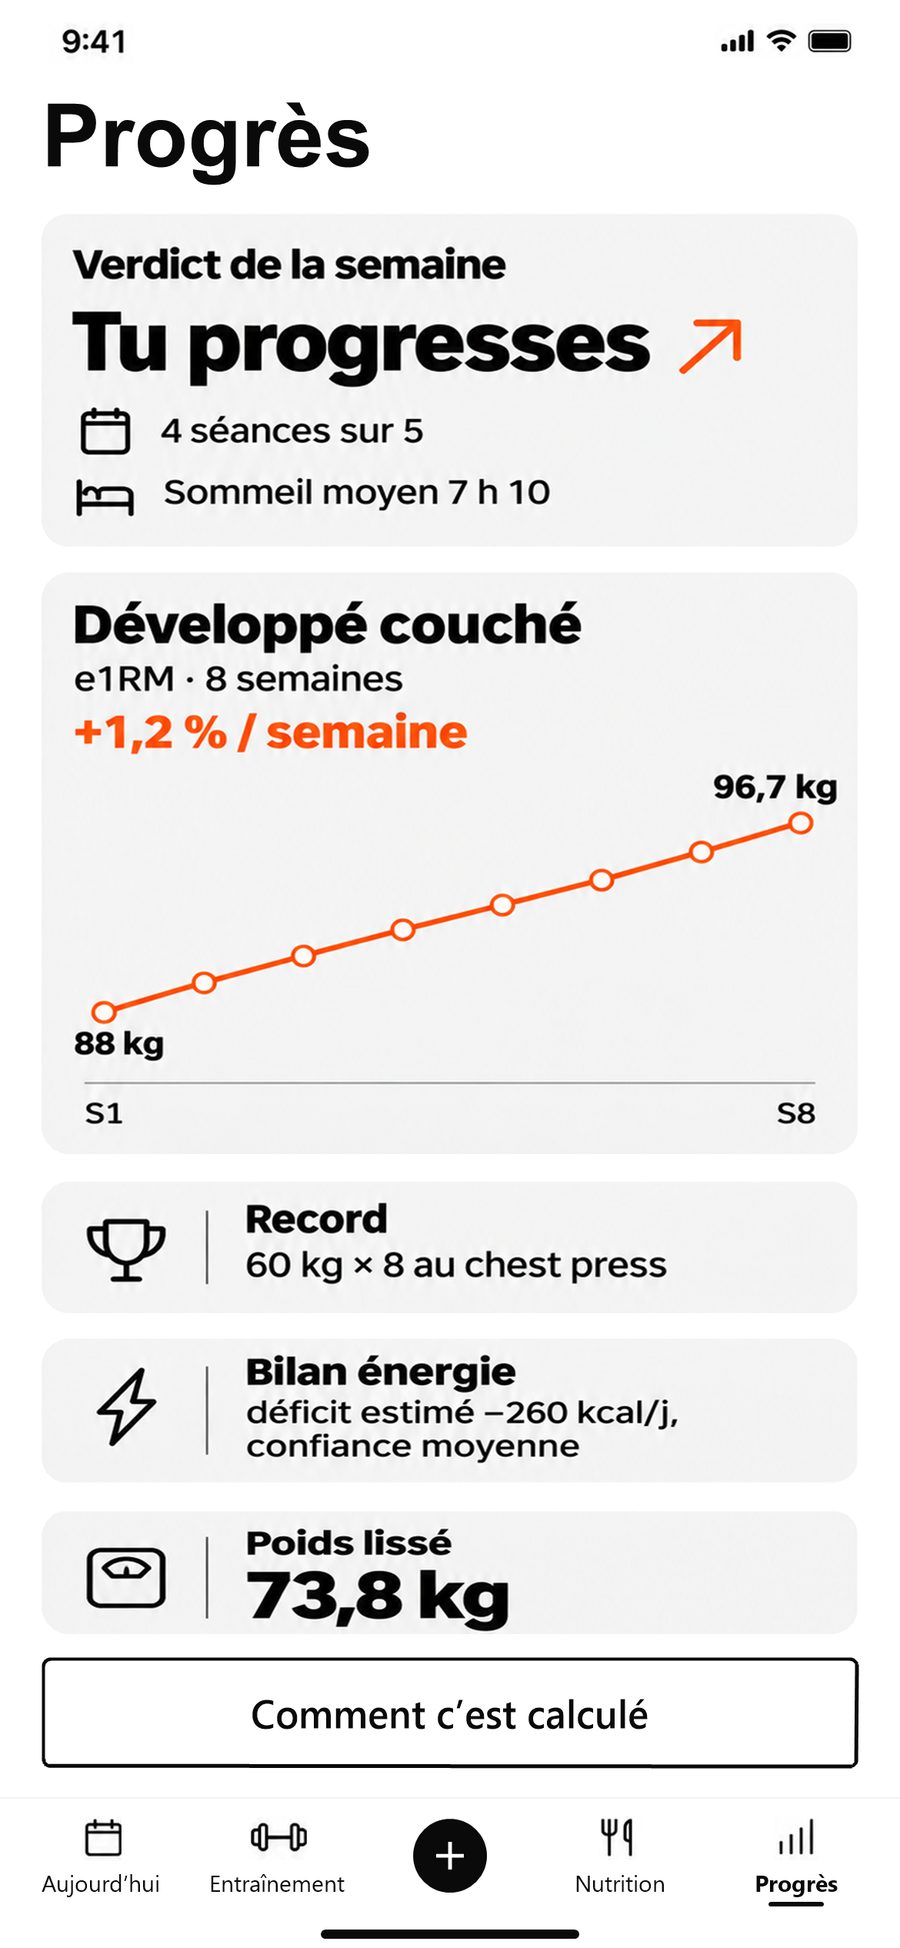 9:41
Progrès
Verdict de la semaine
Tu progresses
4 séances sur 5
Sommeil moyen 7 h 10
Développé couché
e1RM · 8 semaines
+1,2 % / semaine
96,7 kg
88 kg
S1
S8
Record
60 kg × 8 au chest press
Bilan énergie
déficit estimé −260 kcal/j,
confiance moyenne
Poids lissé
73,8 kg
Comment c’est calculé
Aujourd’hui
Entraînement
Nutrition
Progrès